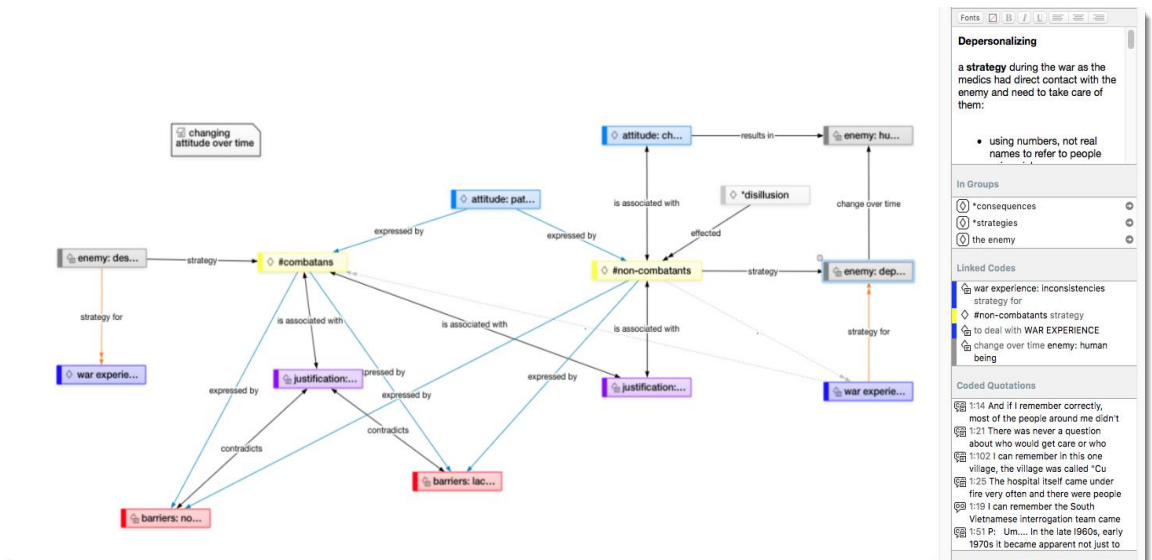 Fonts
B
I
U
Depersonalizing
a strategy during the war as the
medics had direct contact with the
enemy and need to take care of
them:
• using numbers, not real
names to refer to people
In Groups
*consequences
*strategies
the enemy
Linked Codes
war experience: inconsistencies
strategy for
#non-combatants strategy
to deal with WAR EXPERIENCE
change over time enemy: human
being
Coded Quotations
1:14 And if I remember correctly,
most of the people around me didn't
1:21 There was never a question
about who would get care or who
1:102 I can remember in this one
village, the village was called "Cu
1:25 The hospital itself came under
fire very often and there were people
1:19 I can remember the South
Vietnamese interrogation team came
1:51 P: Um.... In the late l960s, early
1970s it became apparent not just to
changing
attitude over time
attitude: ch...
results in
enemy: hu...
attitude: pat...
is associated with
*disillusion
change over time
expressed by
expressed by
effected
enemy: des...
strategy
#combatans
#non-combatants
strategy
enemy: dep...
strategy for
is associated with
is associated with
is associated with
strategy for
war experie...
justification:...
pressed by
expressed by
expressed by
expressed by
justification:...
war experie...
contradicts
contradicts
barriers: lac...
barriers: no...